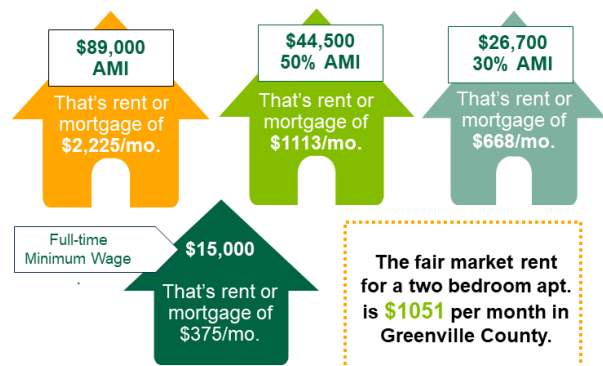 $89,000
AMI
That's rent or
mortgage of
$2,225/mo.
$44,500
50% AMI
That's rent or
mortgage of
$1113/mo.
$26,700
30% AMI
That's rent or
mortgage of
$668/mo.
Full-time
Minimum Wage
.
$15,000
That's rent or
mortgage of
$375/mo.
The fair market rent
for a two bedroom apt.
is $1051 per month in
Greenville County.